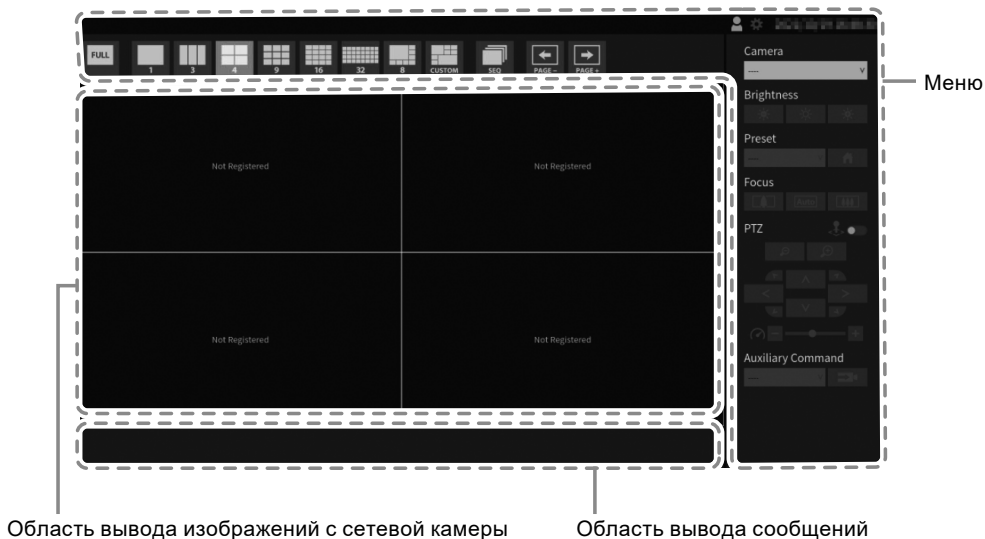 FULL
1
3
4
9
16
32
8
CUSTOM
SEQ
PAGE −
PAGE +
Camera
----
Меню
Brightness
Preset
----
Focus
Auto
PTZ
Auxiliary Command
----
Not Registered
Not Registered
Not Registered
Not Registered
Область вывода изображений с сетевой камеры
Область вывода сообщений